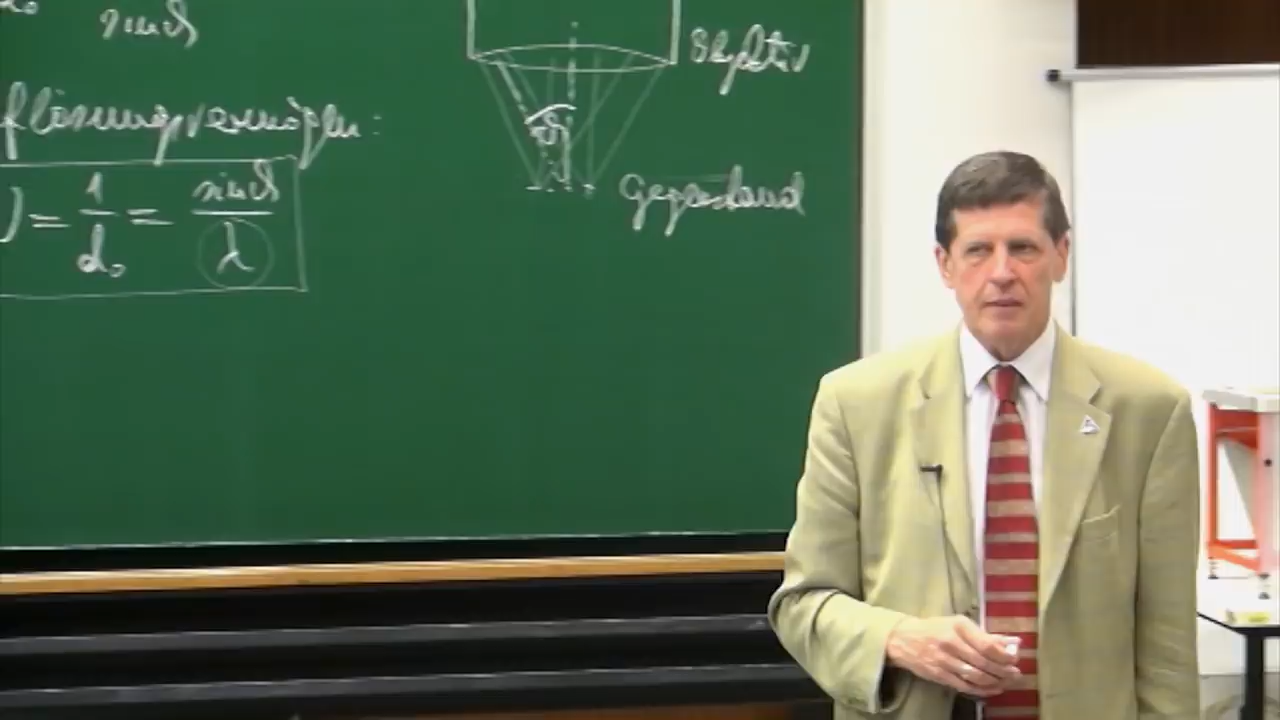 sin α
Objektiv
flösungsvermögen:
Gegenstand
) = 1/d₀ = sin α/λ